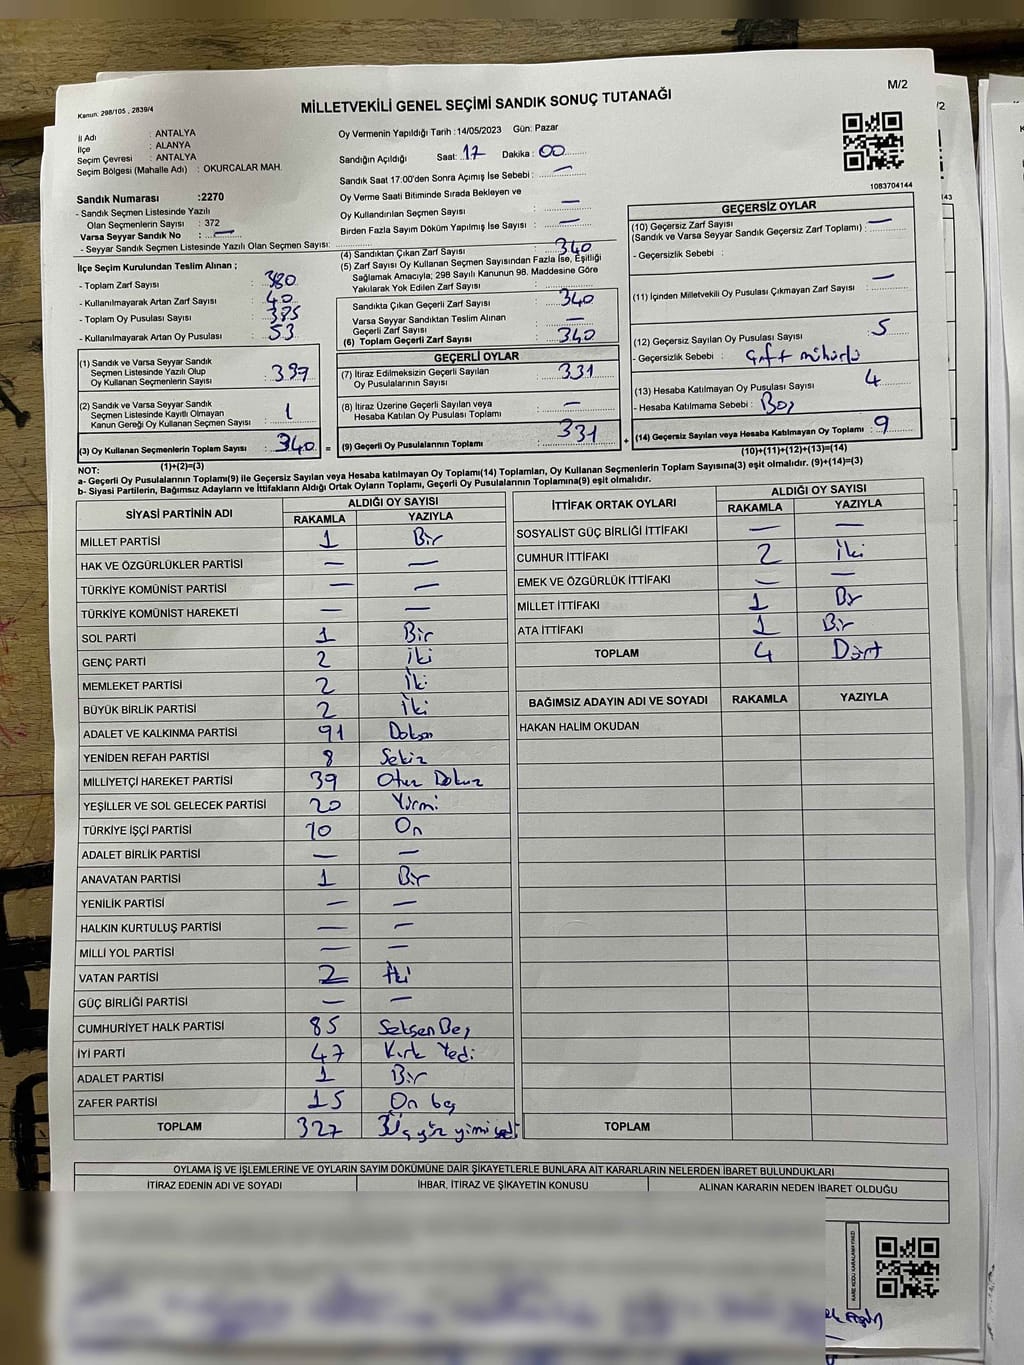 Kanun: 298/105 , 2839/4
M/2
MİLLETVEKİLİ GENEL SEÇİMİ SANDIK SONUÇ TUTANAĞI
İl Adı : ANTALYA
İlçe : ALANYA
Seçim Çevresi : ANTALYA
Seçim Bölgesi (Mahalle Adı) : OKURCALAR MAH.
Sandık Numarası :2270
- Sandık Seçmen Listesinde Yazılı
Olan Seçmenlerin Sayısı : 372
Varsa Seyyar Sandık No : —
- Seyyar Sandık Seçmen Listesinde Yazılı Olan Seçmen Sayısı:
Oy Vermenin Yapıldığı Tarih : 14/05/2023 Gün: Pazar
Sandığın Açıldığı Saat: 17 Dakika : 00
Sandık Saat 17:00'den Sonra Açımış İse Sebebi : —
Oy Verme Saati Bitiminde Sırada Bekleyen ve
Oy Kullandırılan Seçmen Sayısı : —
Birden Fazla Sayım Döküm Yapılmış İse Sayısı : —
1083704144
İlçe Seçim Kurulundan Teslim Alınan ;
- Toplam Zarf Sayısı : 380
- Kullanılmayarak Artan Zarf Sayısı : 40
- Toplam Oy Pusulası Sayısı
- Kullanılmayarak Artan Oy Pusulası : 53
(1) Sandık ve Varsa Seyyar Sandık
Seçmen Listesinde Yazılı Olup
Oy Kullanan Seçmenlerin Sayısı : 339
(2) Sandık ve Varsa Seyyar Sandık
Seçmen Listesinde Kayıtlı Olmayan
Kanun Gereği Oy Kullanan Seçmen Sayısı : 1
(3) Oy Kullanan Seçmenlerin Toplam Sayısı : 340 =
(1)+(2)=(3)
(4) Sandıktan Çıkan Zarf Sayısı : 340
(5) Zarf Sayısı Oy Kullanan Seçmen Sayısından Fazla İse, Eşitliği
Sağlamak Amacıyla; 298 Sayılı Kanunun 98. Maddesine Göre
Yakılarak Yok Edilen Zarf Sayısı :
Sandıkta Çıkan Geçerli Zarf Sayısı : 340
Varsa Seyyar Sandıktan Teslim Alınan
Geçerli Zarf Sayısı : —
(6) Toplam Geçerli Zarf Sayısı : 340
GEÇERLİ OYLAR
(7) İtiraz Edilmeksizin Geçerli Sayılan
Oy Pusulalarının Sayısı : 331
(8) İtiraz Üzerine Geçerli Sayılan veya
Hesaba Katılan Oy Pusulası Toplamı : —
(9) Geçerli Oy Pusulalarının Toplamı : 331 +
GEÇERSİZ OYLAR
(10) Geçersiz Zarf Sayısı : —
(Sandık ve Varsa Seyyar Sandık Geçersiz Zarf Toplamı) :
- Geçersizlik Sebebi :
(11) İçinden Milletvekili Oy Pusulası Çıkmayan Zarf Sayısı : —
(12) Geçersiz Sayılan Oy Pusulası Sayısı : 5
- Geçersizlik Sebebi : çift mühürlü
(13) Hesaba Katılmayan Oy Pusulası Sayısı : 4
- Hesaba Katılmama Sebebi : Boş
(14) Geçersiz Sayılan veya Hesaba Katılmayan Oy Toplamı : 9
(10)+(11)+(12)+(13)=(14)
NOT:
a- Geçerli Oy Pusulalarının Toplamı(9) ile Geçersiz Sayılan veya Hesaba katılmayan Oy Toplamı(14) Toplamları, Oy Kullanan Seçmenlerin Toplam Sayısına(3) eşit olmalıdır. (9)+(14)=(3)
b- Siyasi Partilerin, Bağımsız Adayların ve İttifakların Aldığı Ortak Oyların Toplamı, Geçerli Oy Pusulalarının Toplamına(9) eşit olmalıdır.
SİYASİ PARTİNİN ADI ALDIĞI OY SAYISI
RAKAMLA YAZIYLA
MİLLET PARTİSİ 1 Bir
HAK VE ÖZGÜRLÜKLER PARTİSİ — —
TÜRKİYE KOMÜNİST PARTİSİ — —
TÜRKİYE KOMÜNİST HAREKETİ — —
SOL PARTİ 1 Bir
GENÇ PARTİ 2 iki
MEMLEKET PARTİSİ 2 iki
BÜYÜK BİRLİK PARTİSİ 2 iki
ADALET VE KALKINMA PARTİSİ 91
YENİDEN REFAH PARTİSİ 8 Sekiz
MİLLİYETÇİ HAREKET PARTİSİ 39 Otuz Dokuz
YEŞİLLER VE SOL GELECEK PARTİSİ 20 Yirmi
TÜRKİYE İŞÇİ PARTİSİ 10 On
ADALET BİRLİK PARTİSİ — —
ANAVATAN PARTİSİ 1 Bir
YENİLİK PARTİSİ — —
HALKIN KURTULUŞ PARTİSİ — —
MİLLİ YOL PARTİSİ — —
VATAN PARTİSİ 2 iki
GÜÇ BİRLİĞİ PARTİSİ — —
CUMHURİYET HALK PARTİSİ 85 Seksen Beş
İYİ PARTİ 47 Kırk Yedi
ADALET PARTİSİ 1 Bir
ZAFER PARTİSİ 15 On beş
TOPLAM 327 Üç yüz yirmi yedi
İTTİFAK ORTAK OYLARI ALDIĞI OY SAYISI
RAKAMLA YAZIYLA
SOSYALİST GÜÇ BİRLİĞİ İTTİFAKI — —
CUMHUR İTTİFAKI 2 iki
EMEK VE ÖZGÜRLÜK İTTİFAKI — —
MİLLET İTTİFAKI 1 Bir
ATA İTTİFAKI 1 Bir
TOPLAM 4 Dört
BAĞIMSIZ ADAYIN ADI VE SOYADI RAKAMLA YAZIYLA
HAKAN HALİM OKUDAN
TOPLAM
OYLAMA İŞ VE İŞLEMLERİNE VE OYLARIN SAYIM DÖKÜMÜNE DAİR ŞİKAYETLERLE BUNLARA AİT KARARLARIN NELERDEN İBARET BULUNDUKLARI
İTİRAZ EDENİN ADI VE SOYADI İHBAR, İTİRAZ VE ŞİKAYETİN KONUSU ALINAN KARARIN NEDEN İBARET OLDUĞU